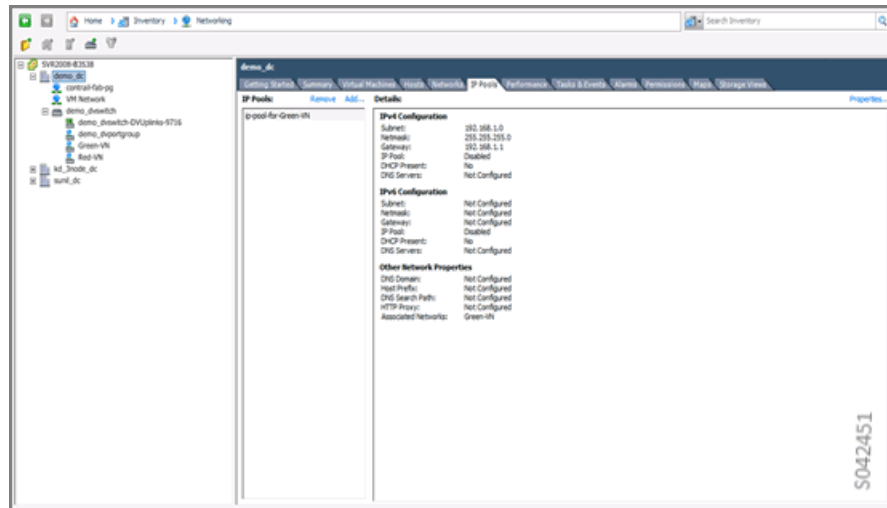 Home Inventory Networking
Search Inventory
SVR2008-B3538
demo_dc
contrail-fab-pg
VM Network
demo_dvswitch
demo_dvswitch-DVUplinks-9716
demo_dvportgroup
Green-VN
Red-VN
kd_3node_dc
sunil_dc
demo_dc
Getting Started Summary Virtual Machines Hosts Networks IP Pools Performance Tasks & Events Alarms Permissions Maps Storage Views
IP Pools: Remove Add...
ip-pool-for-Green-VN
Details: Properties...
IPv4 Configuration
Subnet: 192.168.1.0
Netmask: 255.255.255.0
Gateway: 192.168.1.1
IP Pool: Disabled
DHCP Present: No
DNS Servers: Not Configured
IPv6 Configuration
Subnet: Not Configured
Netmask: Not Configured
Gateway: Not Configured
IP Pool: Disabled
DHCP Present: No
DNS Servers: Not Configured
Other Network Properties
DNS Domain: Not Configured
Host Prefix: Not Configured
DNS Search Path: Not Configured
HTTP Proxy: Not Configured
Associated Networks: Green-VN
S042451